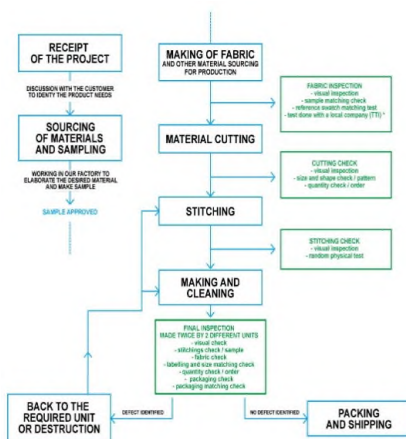 RECEIPT
OF THE PROJECT
DISCUSSION WITH THE CUSTOMER
TO IDENTIY THE PRODUCT NEEDS
SOURCING
OF MATERIALS
AND SAMPLING
WORKING IN OUR FACTORY TO
ELABORATE THE DESIRED MATERIAL
AND MAKE SAMPLE
SAMPLE APPROVED
MAKING OF FABRIC
AND OTHER MATERIAL SOURCING
FOR PRODUCTION
FABRIC INSPECTION
- visual inspection
- sample matching check
- reference swatch matching test
- test done with a local company (TTI) *
MATERIAL CUTTING
CUTTING CHECK
- visual inspection
- size and shape check / pattern
- quantity check / order
STITCHING
STITCHING CHECK
- visual inspection
- random physical test
MAKING AND
CLEANING
FINAL INSPECTION
MADE TWICE BY 2 DIFFERENT UNITS
- visual check
- stitchings check / sample
- fabric check
- labelling and size matching check
- quantity check / order
- packaging check
- packaging matching check
DEFECT IDENTIFIED
NO DEFECT IDENTIFIED
BACK TO THE
REQUIRED UNIT
OR DESTRUCTION
PACKING
AND SHIPPING